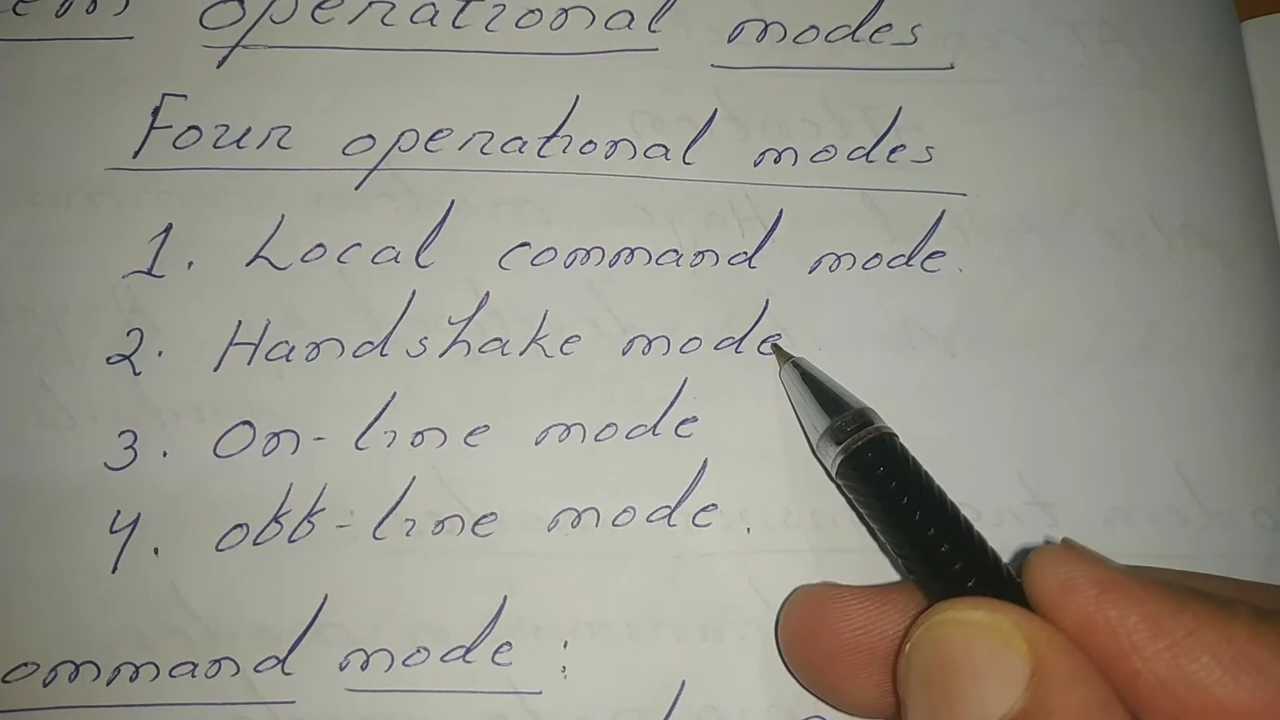 operational modes
Four operational modes
1. Local command mode.
2. Handshake mode
3. On-line mode
4. off-line mode.
ommand mode :